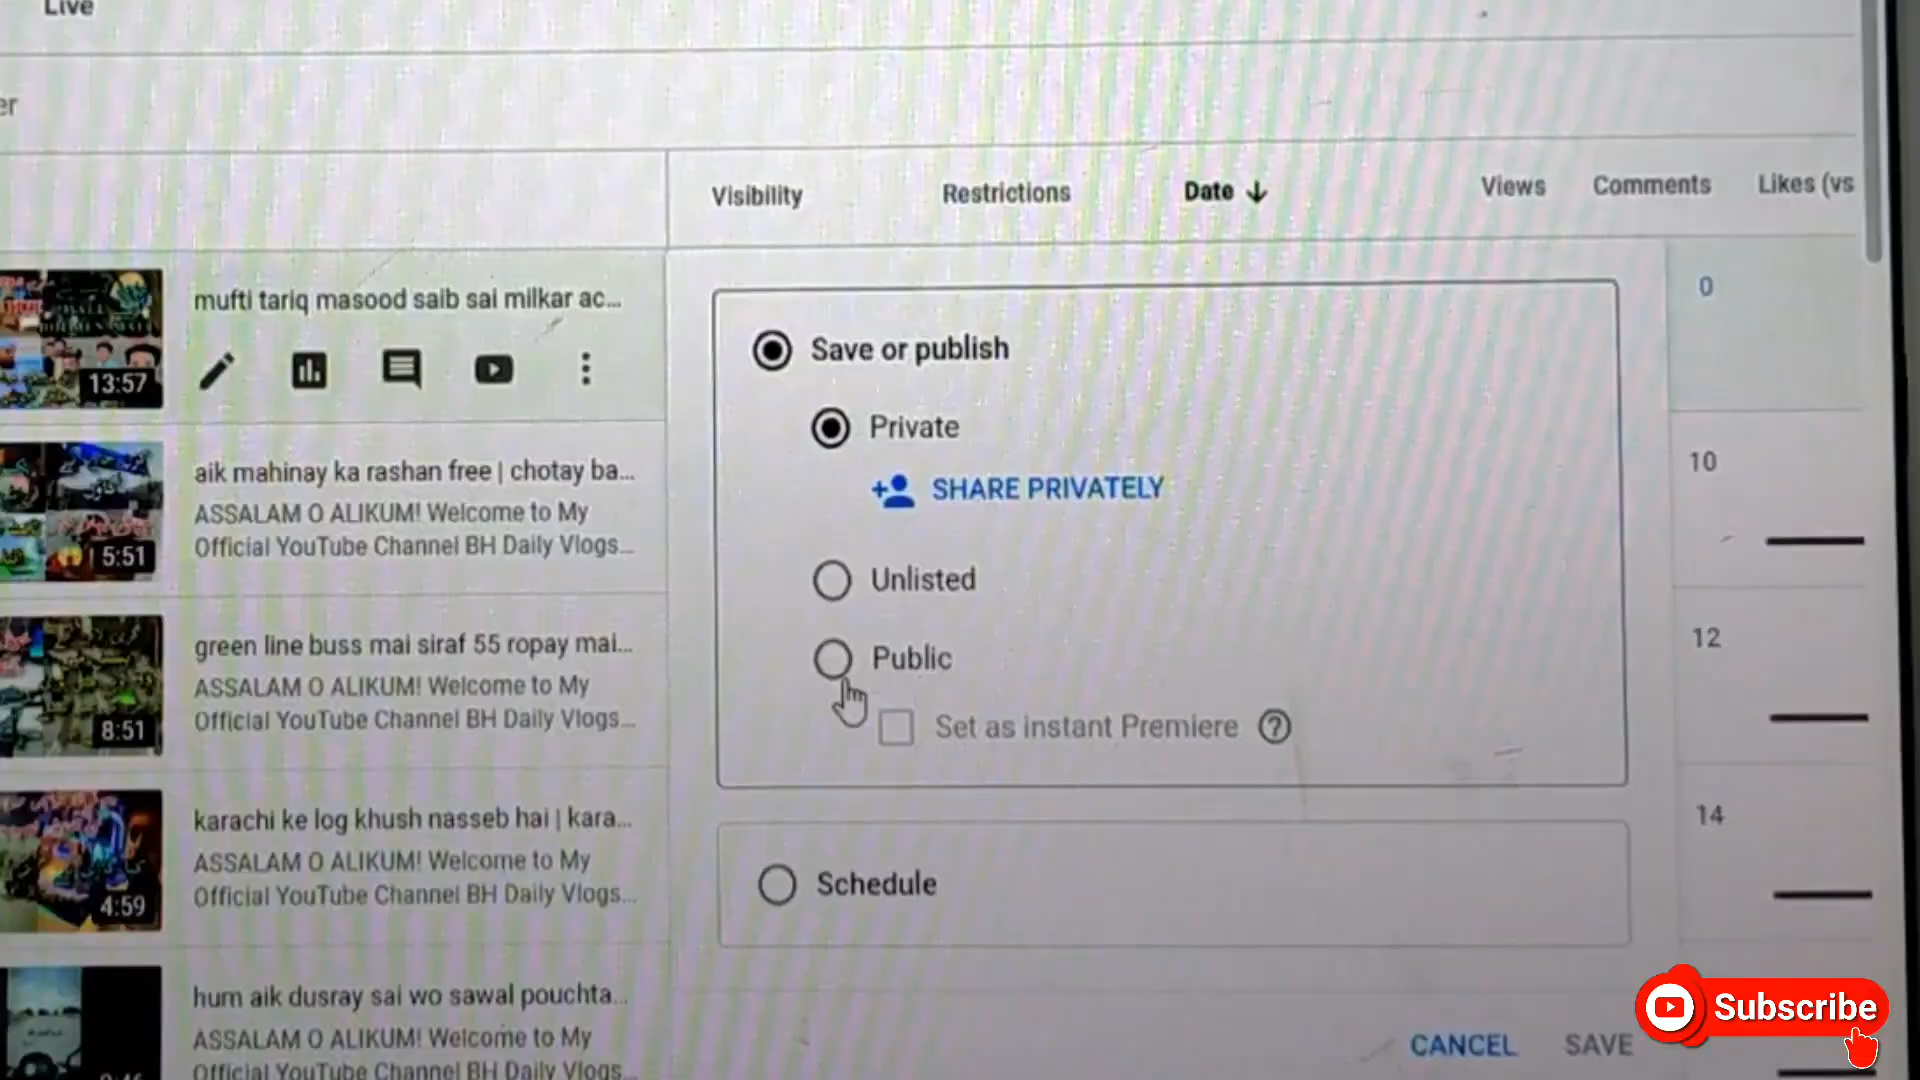 Live
er
Visibility
Restrictions
Date
Views
Comments
Likes (vs
mufti tariq masood saib sai milkar ac...
13:57
0
Save or publish
Private
SHARE PRIVATELY
Unlisted
Public
Set as instant Premiere
Schedule
CANCEL
SAVE
aik mahinay ka rashan free | chotay ba...
ASSALAM O ALIKUM! Welcome to My
Official YouTube Channel BH Daily Vlogs...
5:51
10
green line buss mai siraf 55 ropay mai...
ASSALAM O ALIKUM! Welcome to My
Official YouTube Channel BH Daily Vlogs...
8:51
12
karachi ke log khush nasseb hai | kara...
ASSALAM O ALIKUM! Welcome to My
Official YouTube Channel BH Daily Vlogs...
4:59
14
hum aik dusray sai wo sawal pouchta...
ASSALAM O ALIKUM! Welcome to My
Official YouTube Channel BH Daily Vlogs...
Subscribe